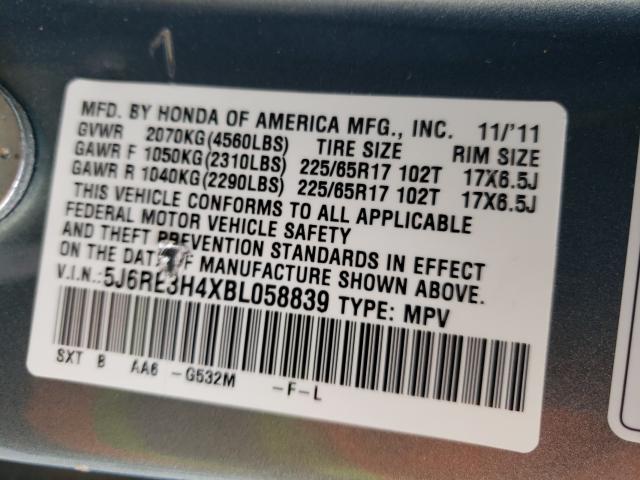 MFD. BY HONDA OF AMERICA MFG., INC. 11/'11
GVWR 2070KG(4560LBS) TIRE SIZE RIM SIZE
GAWR F 1050KG(2310LBS) 225/65R17 102T 17X6.5J
GAWR R 1040KG(2290LBS) 225/65R17 102T 17X6.5J
THIS VEHICLE CONFORMS TO ALL APPLICABLE
FEDERAL MOTOR VEHICLE SAFETY
AND THEFT PREVENTION STANDARDS IN EFFECT
ON THE DATE OF MANUFACTURE SHOWN ABOVE.
V.I.N.:5J6RE3H4XBL058839 TYPE: MPV
SXT B AA6 -G532M -F-L